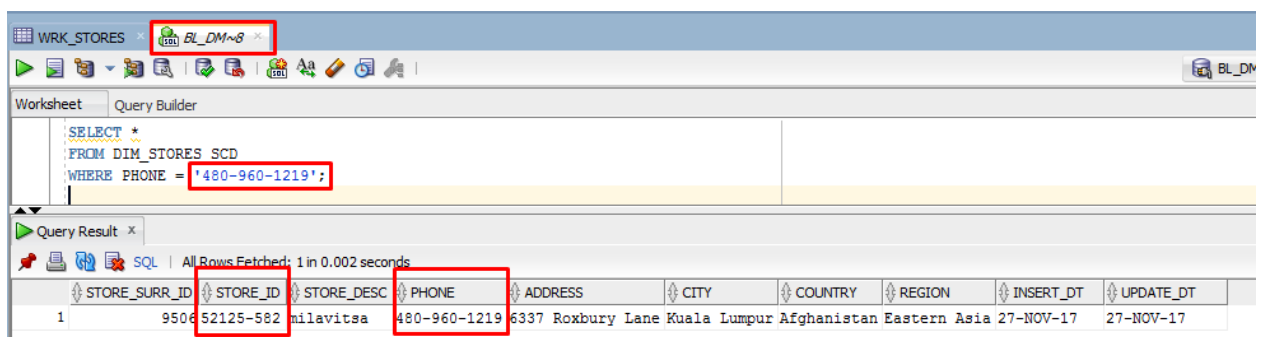 WRK_STORES × BL_DM~8 ×
BL_DM
Worksheet Query Builder
SELECT *
FROM DIM_STORES SCD
WHERE PHONE = '480-960-1219';
Query Result x
SQL | All Rows Fetched: 1 in 0.002 seconds
STORE_SURR_ID STORE_ID STORE_DESC PHONE ADDRESS CITY COUNTRY REGION INSERT_DT UPDATE_DT
1 9506 52125-582 milavitsa 480-960-1219 6337 Roxbury Lane Kuala Lumpur Afghanistan Eastern Asia 27-NOV-17 27-NOV-17